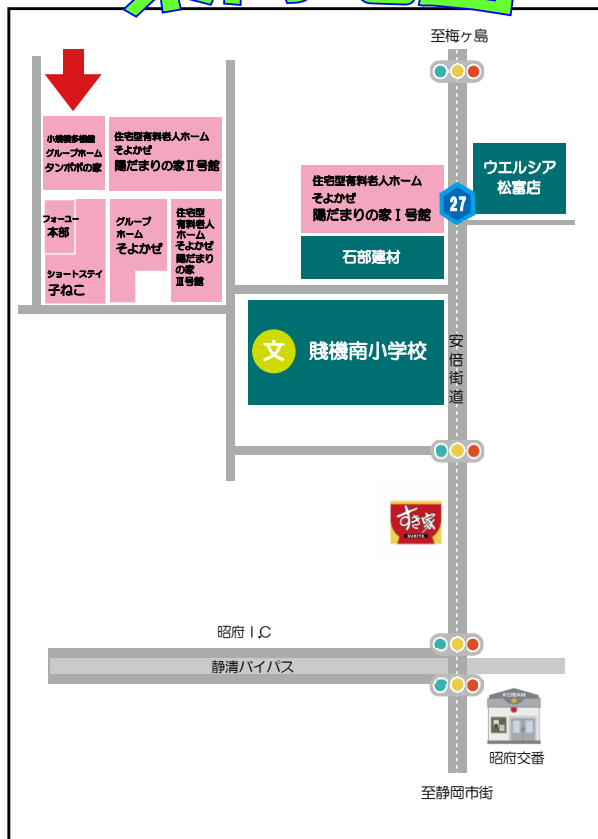 至梅ヶ島
小規模多機能
グループホーム
タンポポの家
住宅型有料老人ホーム
そよかぜ
陽だまりの家Ⅱ号館
住宅型有料老人ホーム
そよかぜ
陽だまりの家Ⅰ号館
ウエルシア
松富店
27
フォーユー
本部
ショートステイ
子ねこ
グループ
ホーム
そよかぜ
住宅型
有料老人
ホーム
そよかぜ
陽だまり
の家
Ⅲ号館
石部建材
文
賤機南小学校
安倍街道
すき家
SUKIYA
昭府 I.C
静清バイパス
KOBAN
昭府交番
至静岡市街